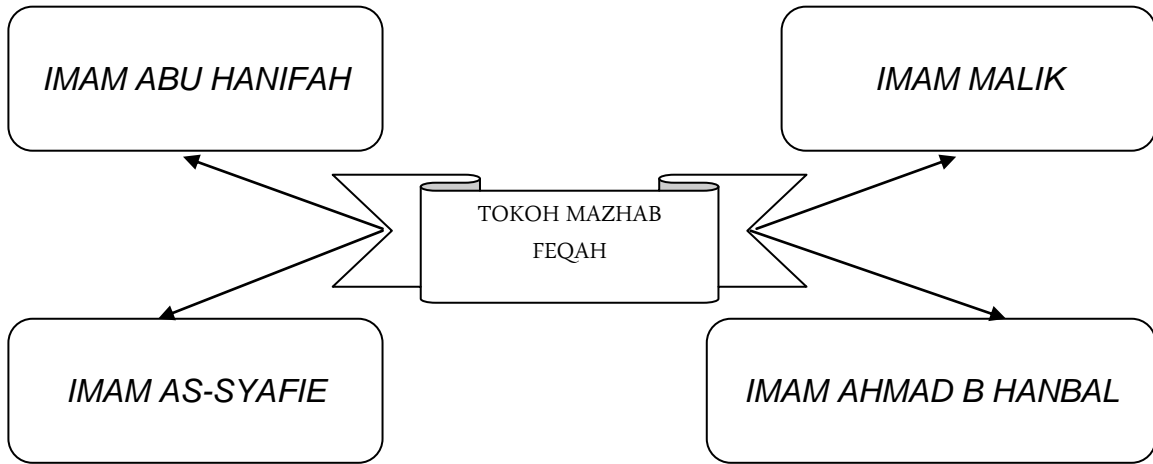 IMAM ABU HANIFAH
IMAM MALIK
TOKOH MAZHAB
FEQAH
IMAM AS-SYAFIE
IMAM AHMAD B HANBAL